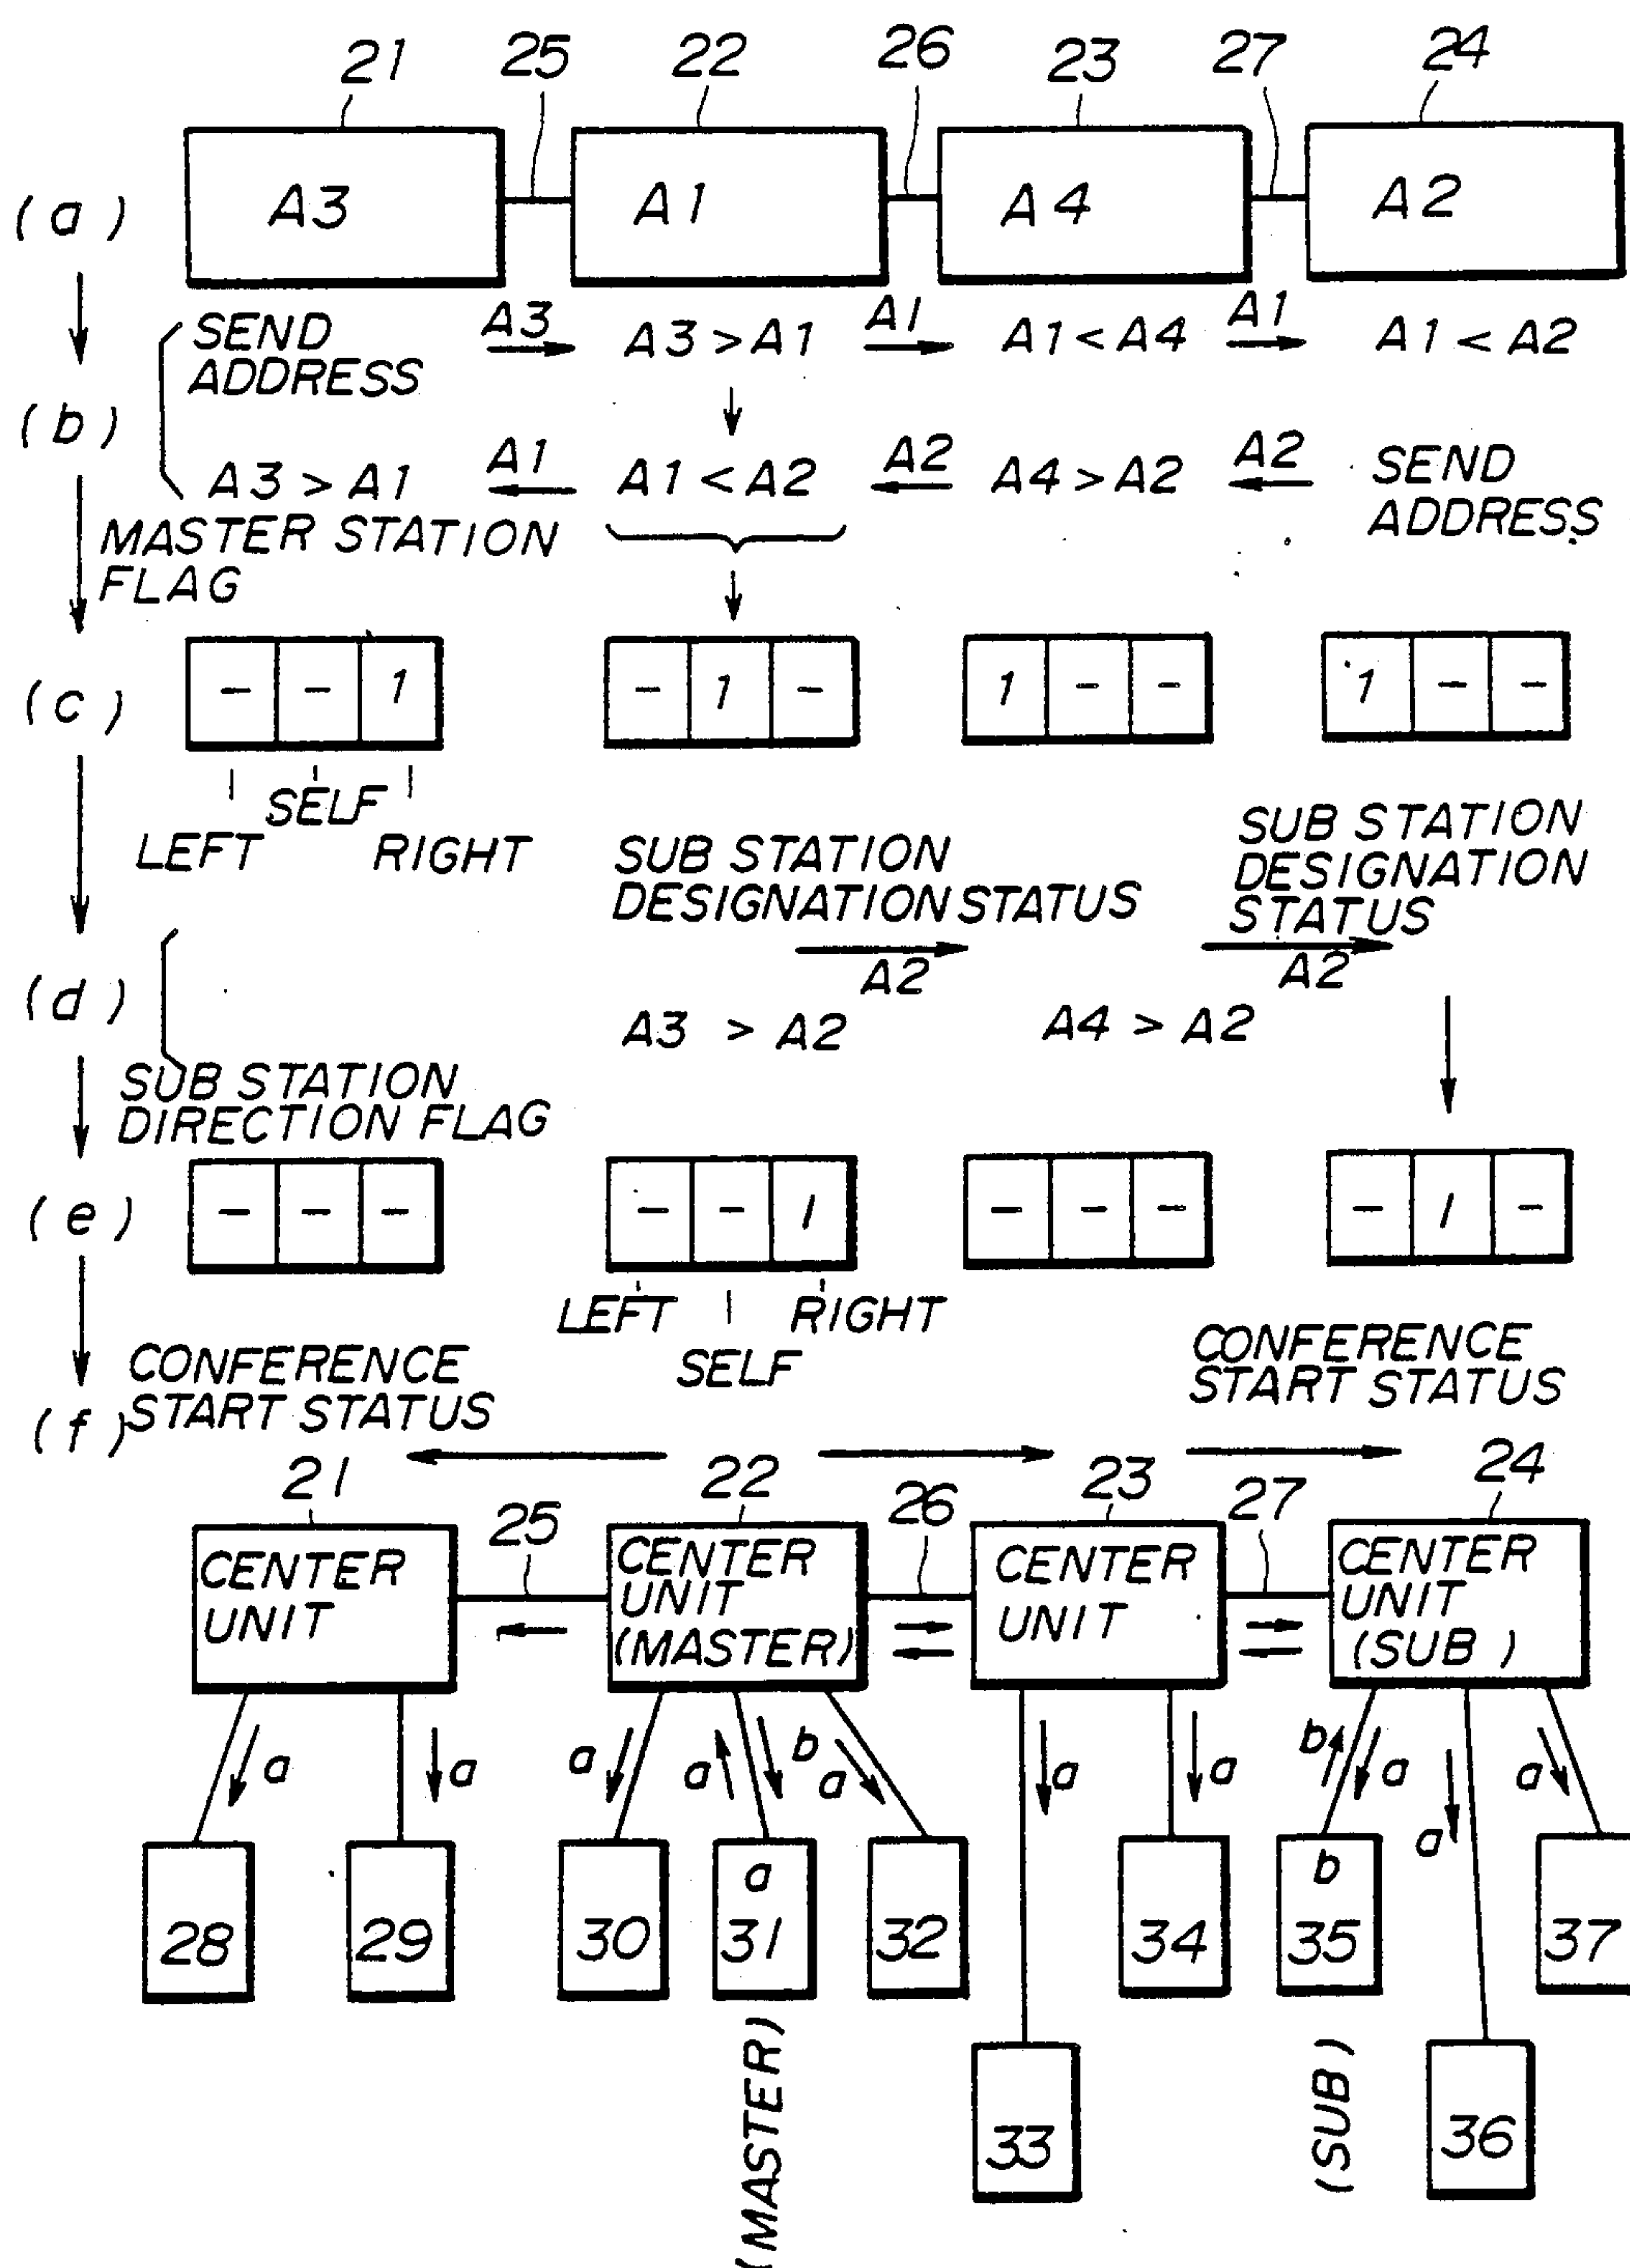 21 25 22 26 23 27 24
(a) A3 A1 A4 A2
SEND ADDRESS A3 A3 > A1 A1 A1 < A4 A1 A1 < A2
(b)
A3 > A1 A1 A1 < A2 A2 A4 > A2 A2 SEND ADDRESS
MASTER STATION
FLAG
(c) - - 1 - 1 - 1 - - 1 - -
LEFT SELF RIGHT
SUB STATION
DESIGNATION STATUS
A2
SUB STATION
DESIGNATION
STATUS
A2
(d)
A3 > A2 A4 > A2
SUB STATION
DIRECTION FLAG
(e) - - - - - 1 - - - - 1 -
LEFT SELF RIGHT
(f)
CONFERENCE
START STATUS
CONFERENCE
START STATUS
21 25 22 26 23 27 24
CENTER
UNIT
CENTER
UNIT
(MASTER)
CENTER
UNIT
CENTER
UNIT
(SUB)
a a a a b a a a b a a a
a b
28 29 30 31 32 34 35 37
33 36
(MASTER)
(SUB)